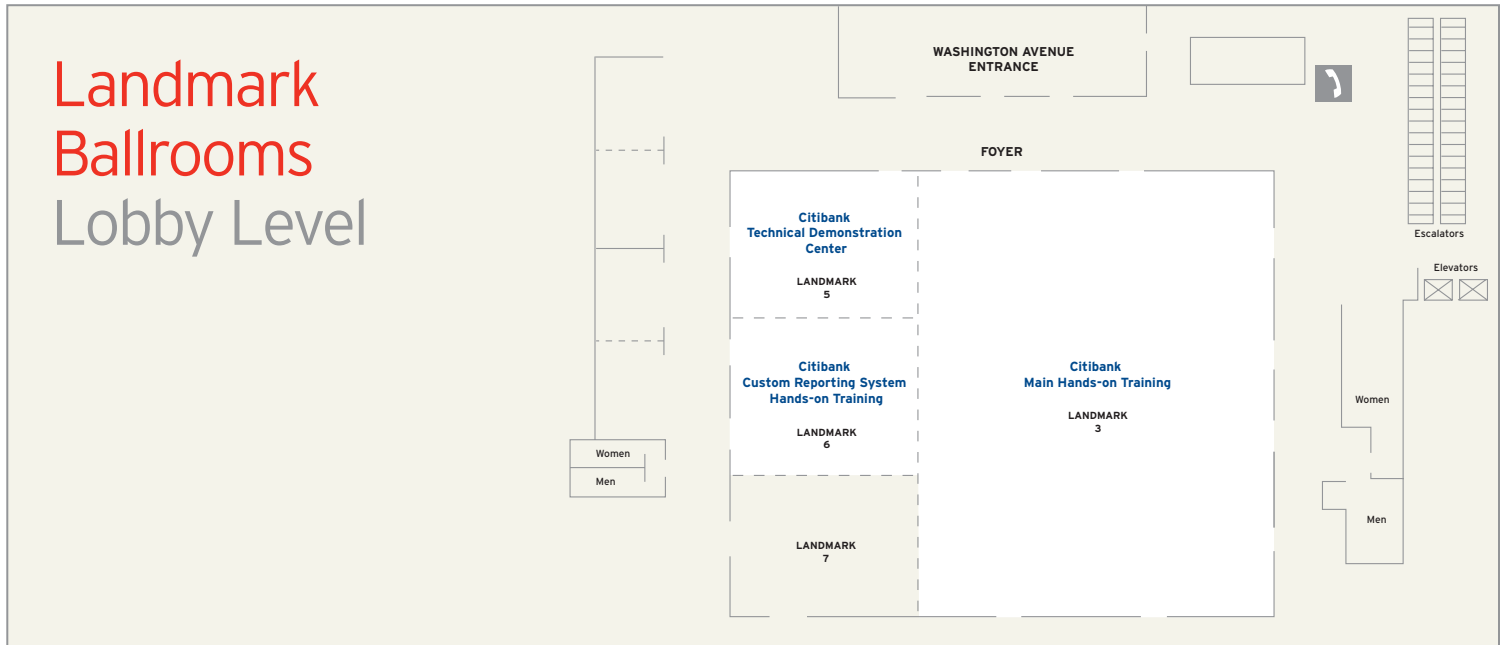 Landmark
Ballrooms
Lobby Level
WASHINGTON AVENUE
ENTRANCE
FOYER
Escalators
Elevators
Citibank
Technical Demonstration
Center
LANDMARK
5
Citibank
Custom Reporting System
Hands-on Training
LANDMARK
6
Citibank
Main Hands-on Training
LANDMARK
3
LANDMARK
7
Women
Men
Women
Men